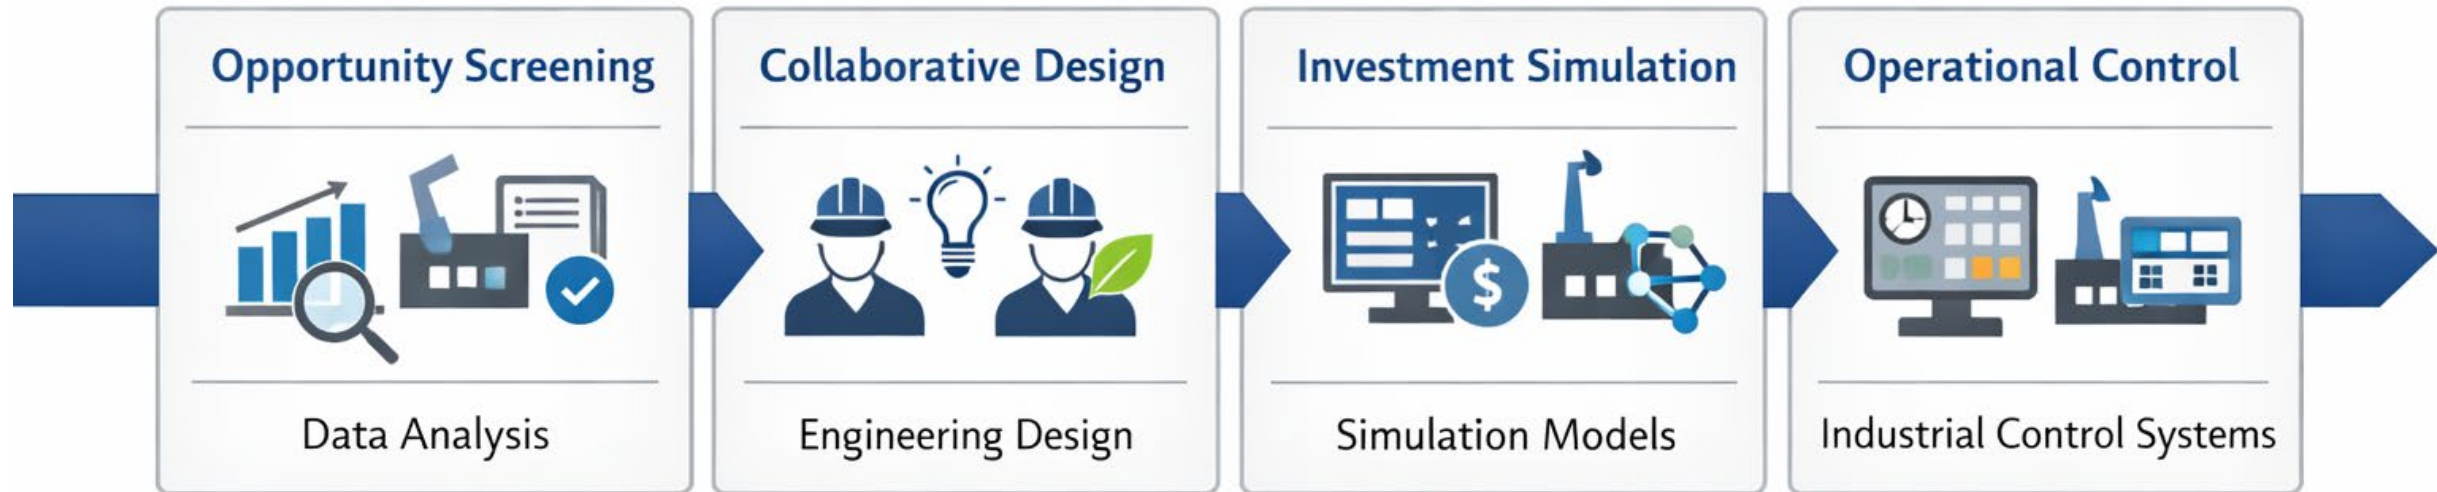 Opportunity Screening
Data Analysis
Collaborative Design
Engineering Design
Investment Simulation
$
Simulation Models
Operational Control
Industrial Control Systems